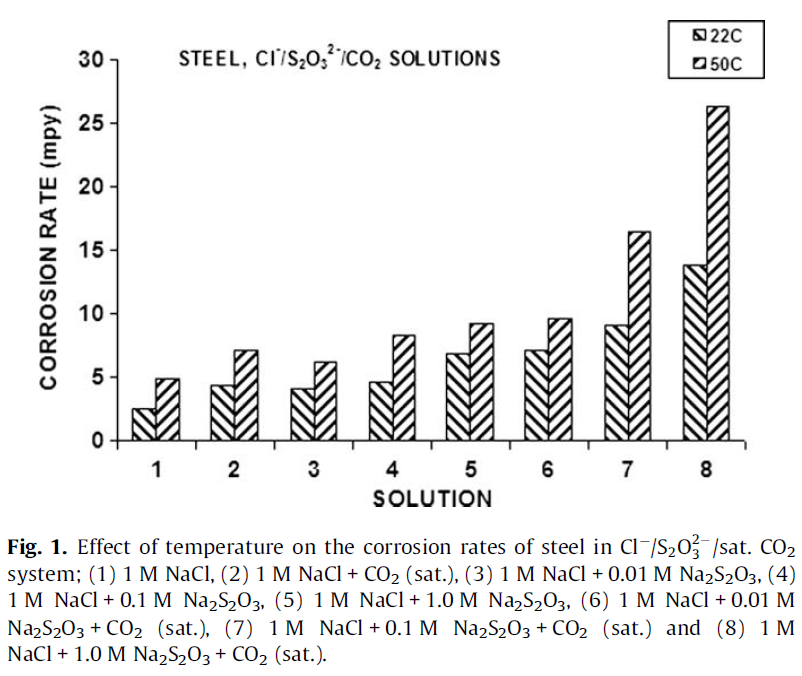 STEEL, Cl⁻/S₂O₃²⁻/CO₂ SOLUTIONS
22C
50C
CORROSION RATE (mpy)
30
25
20
15
10
5
0
1 2 3 4 5 6 7 8
SOLUTION
Fig. 1. Effect of temperature on the corrosion rates of steel in Cl⁻/S₂O₃²⁻/sat. CO₂
system; (1) 1 M NaCl, (2) 1 M NaCl + CO₂ (sat.), (3) 1 M NaCl + 0.01 M Na₂S₂O₃, (4)
1 M NaCl + 0.1 M Na₂S₂O₃, (5) 1 M NaCl + 1.0 M Na₂S₂O₃, (6) 1 M NaCl + 0.01 M
Na₂S₂O₃ + CO₂ (sat.), (7) 1 M NaCl + 0.1 M Na₂S₂O₃ + CO₂ (sat.) and (8) 1 M
NaCl + 1.0 M Na₂S₂O₃ + CO₂ (sat.).